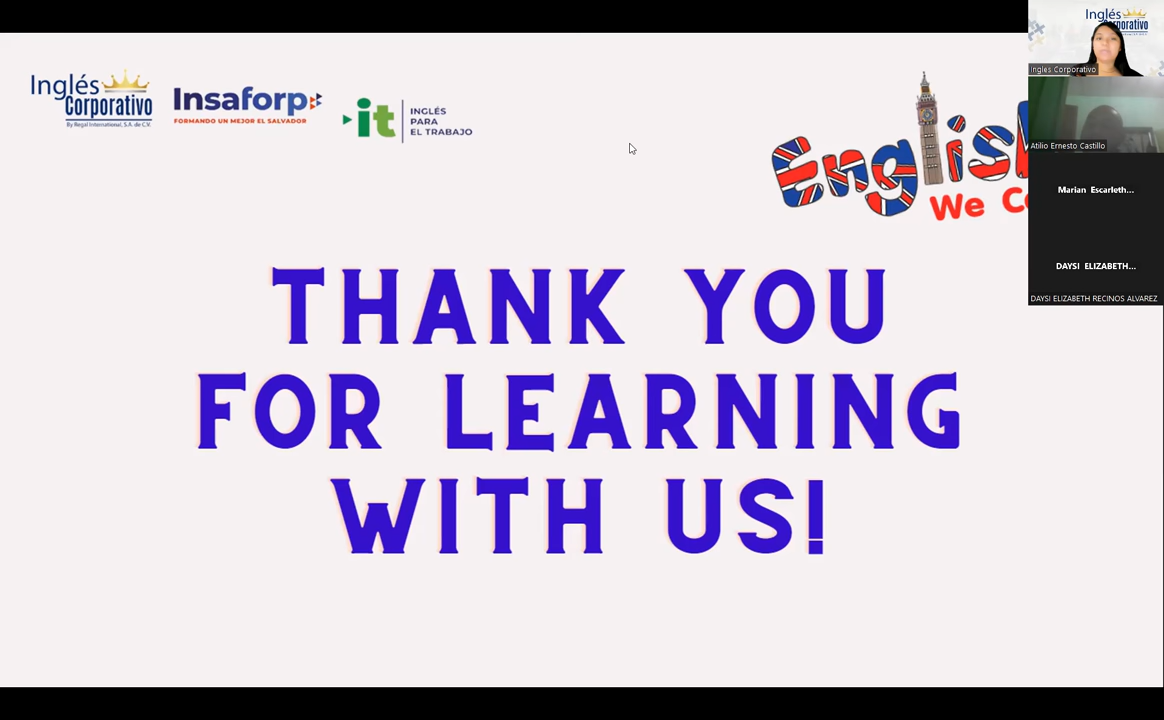 Inglés
Corporativo
By Regal International, S.A. de C.V.
Insaforp
FORMANDO UN MEJOR EL SALVADOR
it
INGLÉS
PARA
EL TRABAJO
English
We C
THANK YOU
FOR LEARNING
WITH US!
Inglés
Corporativo
Ingles Corporativo
Atilio Ernesto Castillo
Marian Escarleth...
DAYSI ELIZABETH...
DAYSI ELIZABETH RECINOS ALVAREZ